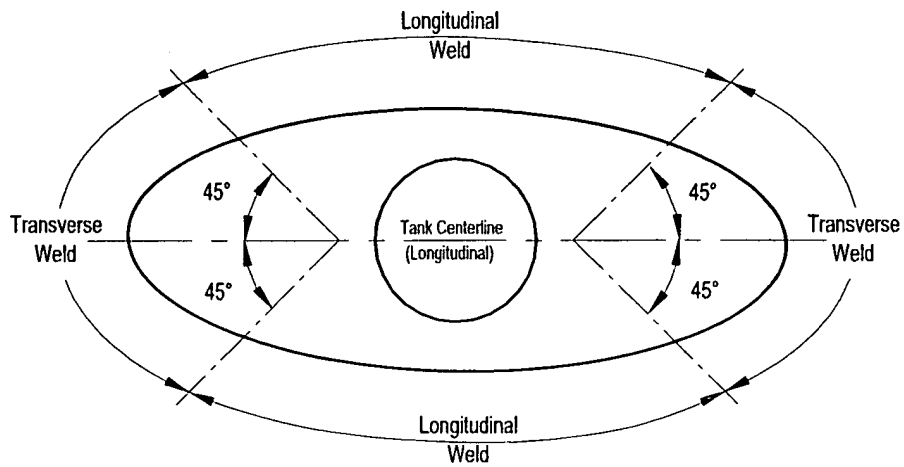 Longitudinal
Weld
45°
45°
Transverse
Weld
Tank Centerline
(Longitudinal)
Transverse
Weld
45°
45°
Longitudinal
Weld